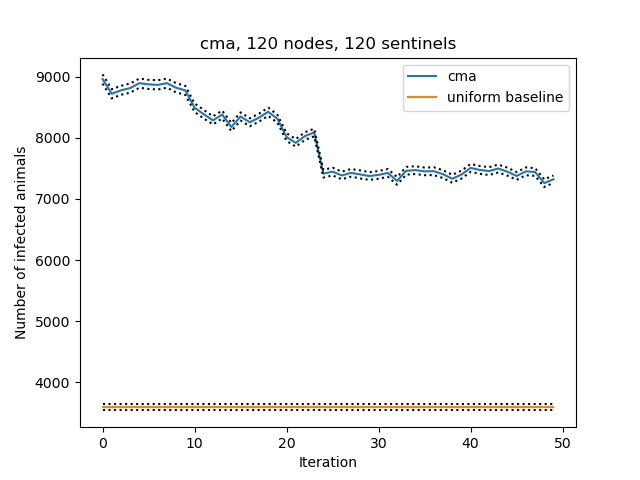 cma, 120 nodes, 120 sentinels
cma
uniform baseline
Number of infected animals
9000
8000
7000
6000
5000
4000
0 10 20 30 40 50
Iteration